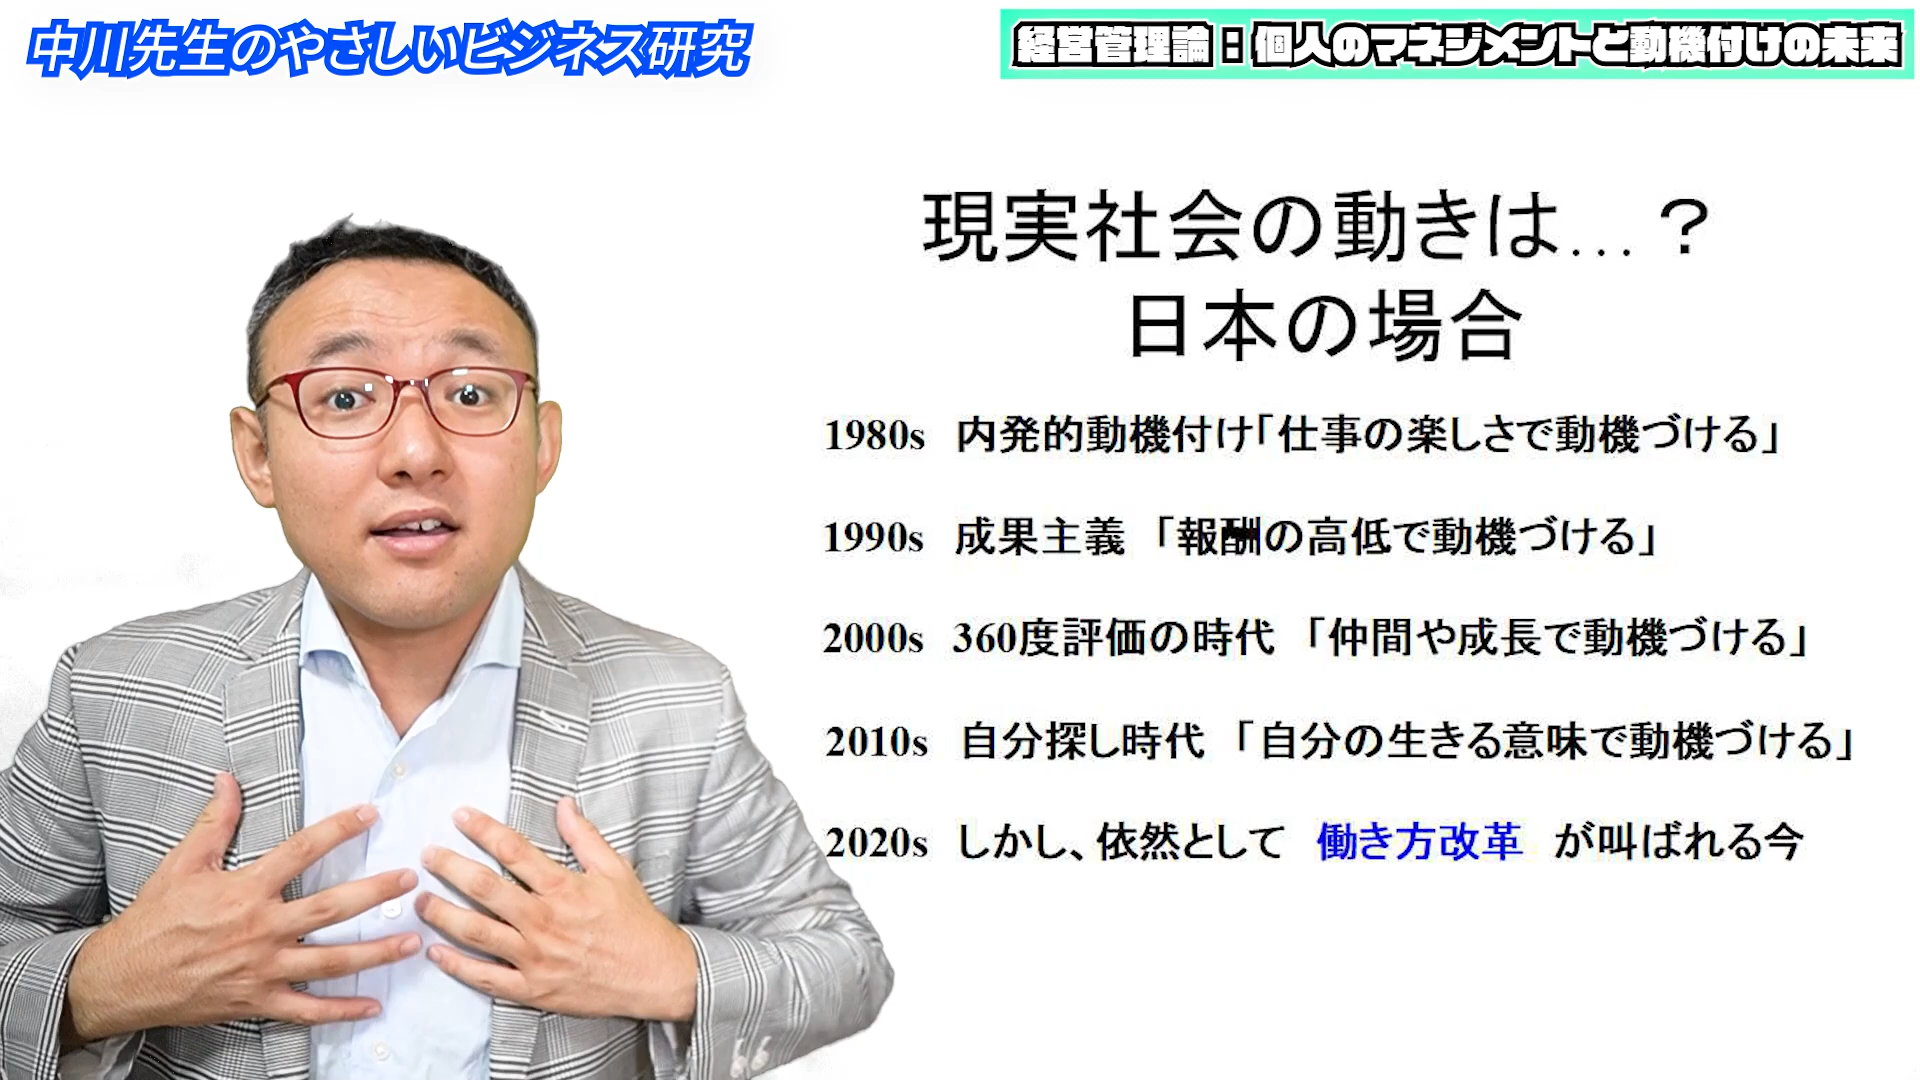 中川先生のやさしいビジネス研究
経営管理論：個人のマネジメントと動機付けの未来
現実社会の動きは…？
日本の場合
1980s 内発的動機付け「仕事の楽しさで動機づける」
1990s 成果主義 「報酬の高低で動機づける」
2000s 360度評価の時代 「仲間や成長で動機づける」
2010s 自分探し時代 「自分の生きる意味で動機づける」
2020s しかし、依然として 働き方改革 が叫ばれる今